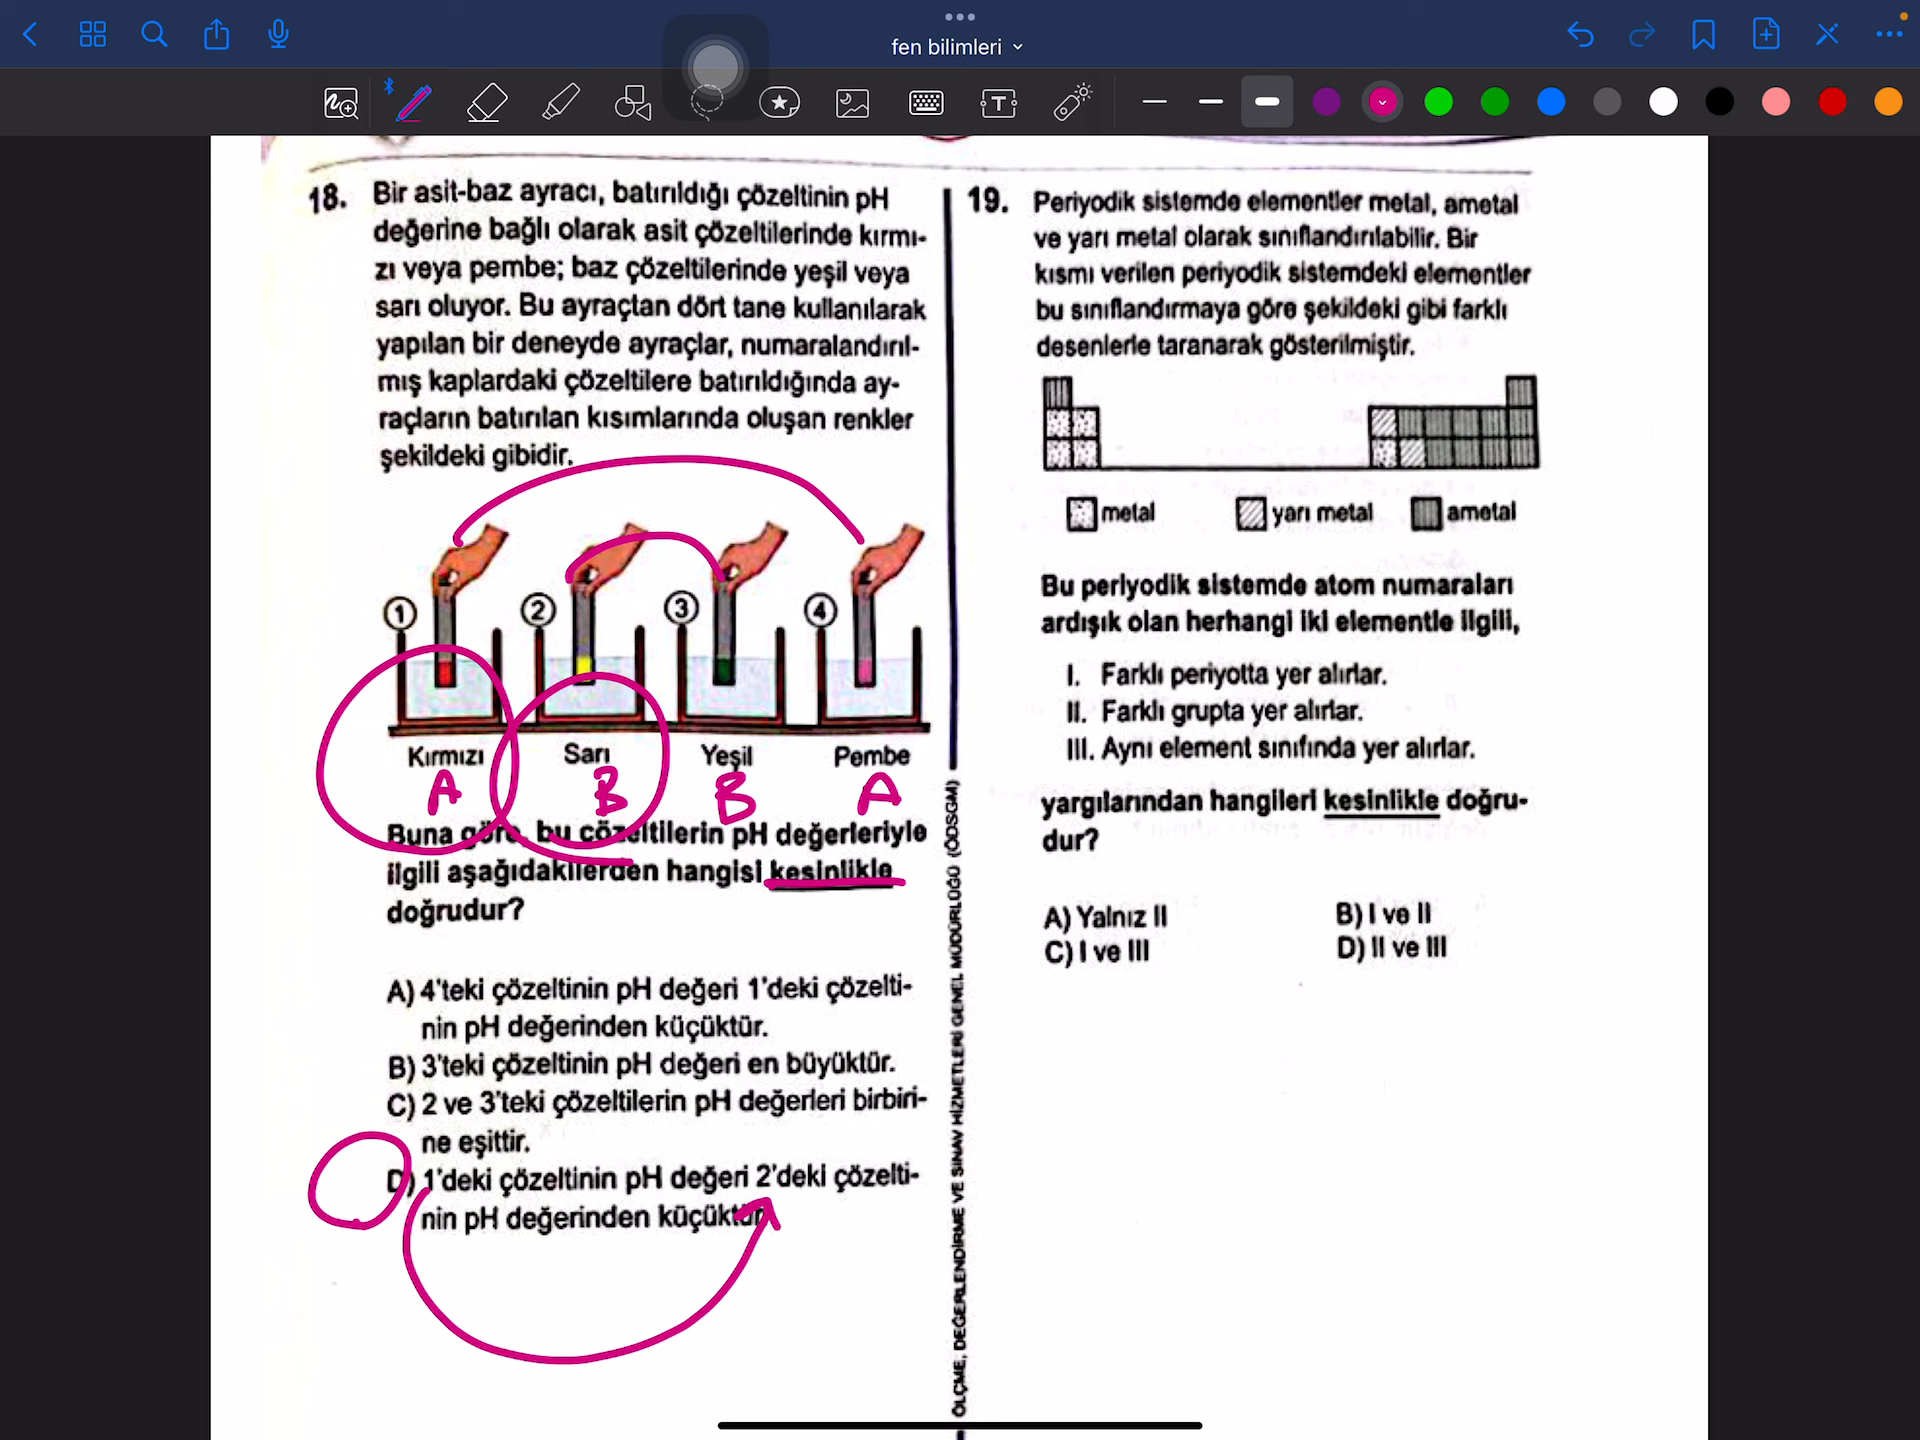 fen bilimleri
18. Bir asit-baz ayracı, batırıldığı çözeltinin pH
değerine bağlı olarak asit çözeltilerinde kırmı-
zı veya pembe; baz çözeltilerinde yeşil veya
sarı oluyor. Bu ayraçtan dört tane kullanılarak
yapılan bir deneyde ayraçlar, numaralandırıl-
mış kaplardaki çözeltilere batırıldığında ay-
raçların batırılan kısımlarında oluşan renkler
şekildeki gibidir.
1 2 3 4
Kırmızı Sarı Yeşil Pembe
A B B A
Buna göre, bu çözeltilerin pH değerleriyle
ilgili aşağıdakilerden hangisi kesinlikle
doğrudur?
A) 4'teki çözeltinin pH değeri 1'deki çözelti-
nin pH değerinden küçüktür.
B) 3'teki çözeltinin pH değeri en büyüktür.
C) 2 ve 3'teki çözeltilerin pH değerleri birbiri-
ne eşittir.
D) 1'deki çözeltinin pH değeri 2'deki çözelti-
nin pH değerinden küçüktür.
ÖLÇME, DEĞERLENDİRME VE SINAV HİZMETLERİ GENEL MÜDÜRLÜĞÜ (ÖDSGM)
19. Periyodik sistemde elementler metal, ametal
ve yarı metal olarak sınıflandırılabilir. Bir
kısmı verilen periyodik sistemdeki elementler
bu sınıflandırmaya göre şekildeki gibi farklı
desenlerle taranarak gösterilmiştir.
metal yarı metal ametal
Bu periyodik sistemde atom numaraları
ardışık olan herhangi iki elementle ilgili,
I. Farklı periyotta yer alırlar.
II. Farklı grupta yer alırlar.
III. Aynı element sınıfında yer alırlar.
yargılarından hangileri kesinlikle doğru-
dur?
A) Yalnız II B) I ve II
C) I ve III D) II ve III